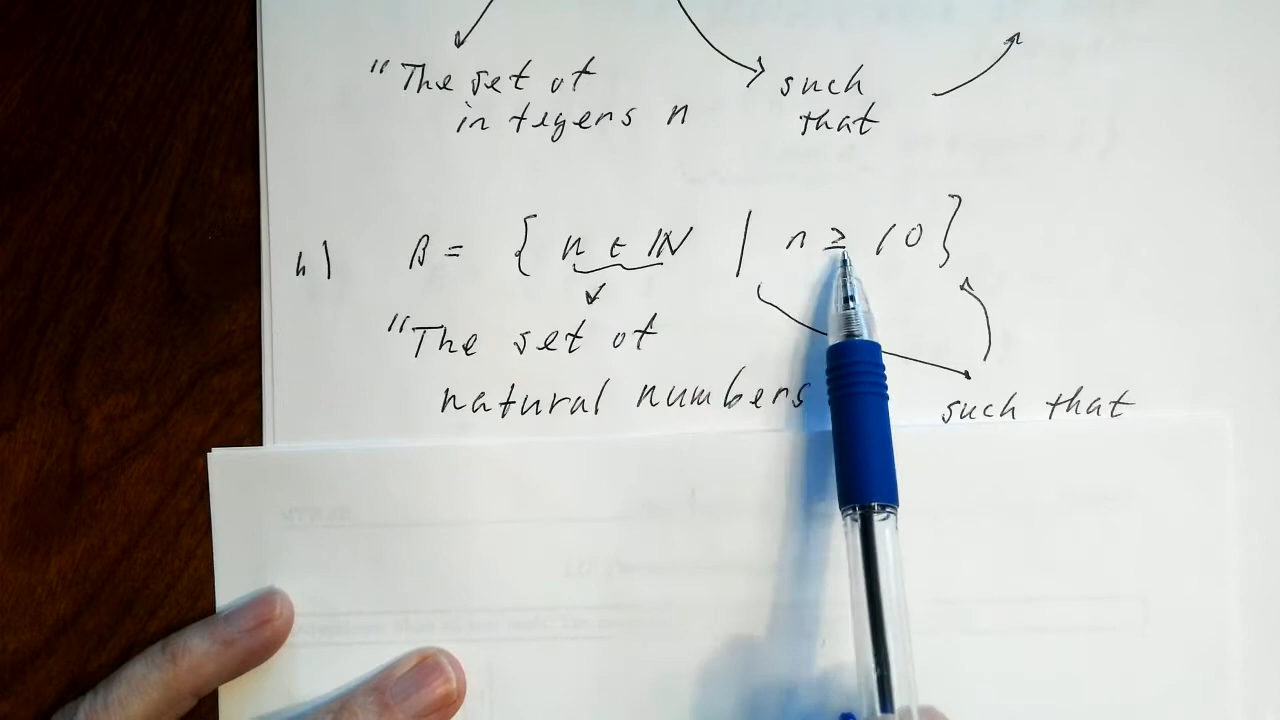 "The set of
integers n
such
that
b) B = { n ∈ ℕ | n ≥ 10 }
"The set of
natural numbers
such that